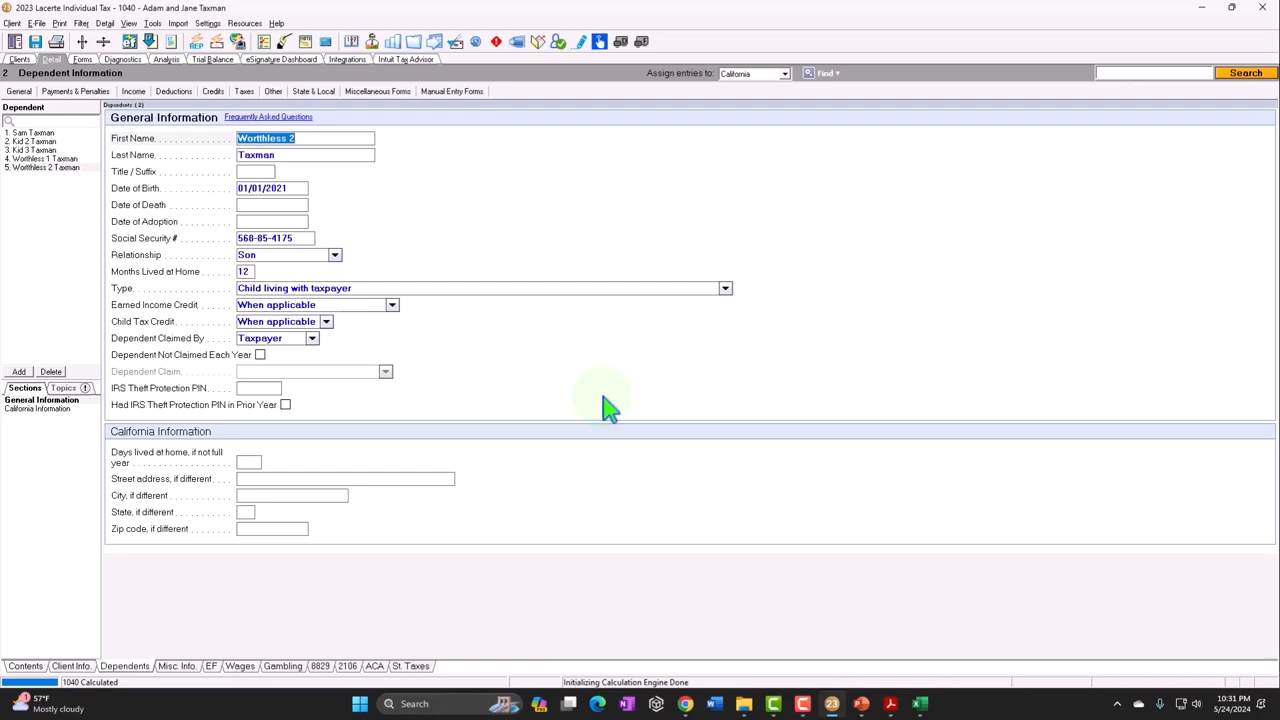 2023 Lacerte Individual Tax - 1040 - Adam and Jane Taxman
Client E-File Print Filter Detail View Tools Import Settings Resources Help
Clients Detail Forms Diagnostics Analysis Trial Balance eSignature Dashboard Integrations Intuit Tax Advisor
2 Dependent Information Assign entries to: California Find Search
General Payments & Penalties Income Deductions Credits Taxes Other State & Local Miscellaneous Forms Manual Entry Forms
Dependent
1. Sam Taxman
2. Kid 2 Taxman
3. Kid 3 Taxman
4. Worthless 1 Taxman
5. Wortthless 2 Taxman
Add Delete
Sections Topics
General Information
California Information
Dependents (2)
General Information Frequently Asked Questions
First Name Wortthless 2
Last Name Taxman
Title / Suffix
Date of Birth 01/01/2021
Date of Death
Date of Adoption
Social Security # 568-85-4175
Relationship Son
Months Lived at Home 12
Type Child living with taxpayer
Earned Income Credit When applicable
Child Tax Credit When applicable
Dependent Claimed By Taxpayer
Dependent Not Claimed Each Year
Dependent Claim
IRS Theft Protection PIN
Had IRS Theft Protection PIN in Prior Year
California Information
Days lived at home, if not full
year
Street address, if different
City, if different
State, if different
Zip code, if different
Contents Client Info. Dependents Misc. Info. EF Wages Gambling 8829 2106 ACA St. Taxes
1040 Calculated Initializing Calculation Engine Done
57°F
Mostly cloudy
Search
10:31 PM
5/24/2024